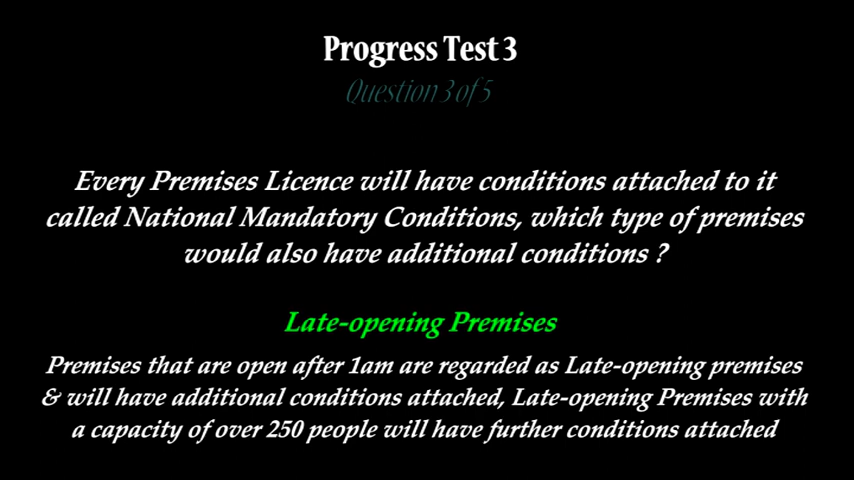 Progress Test 3
Question 3 of 5
Every Premises Licence will have conditions attached to it
called National Mandatory Conditions, which type of premises
would also have additional conditions ?
Late-opening Premises
Premises that are open after 1am are regarded as Late-opening premises
& will have additional conditions attached, Late-opening Premises with
a capacity of over 250 people will have further conditions attached